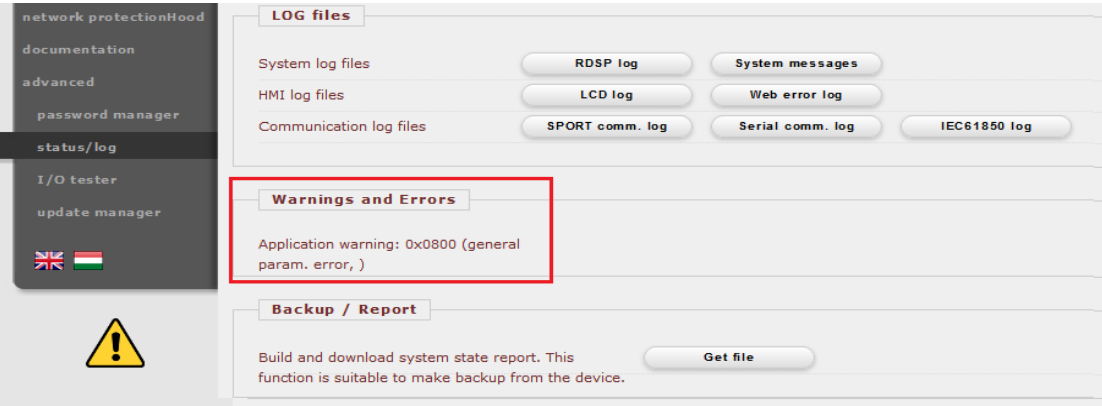 network protectionHood
documentation
advanced
password manager
status/log
I/O tester
update manager
LOG files
System log files RDSP log System messages
HMI log files LCD log Web error log
Communication log files SPORT comm. log Serial comm. log IEC61850 log
Warnings and Errors
Application warning: 0x0800 (general
param. error, )
Backup / Report
Build and download system state report. This
function is suitable to make backup from the device.
Get file